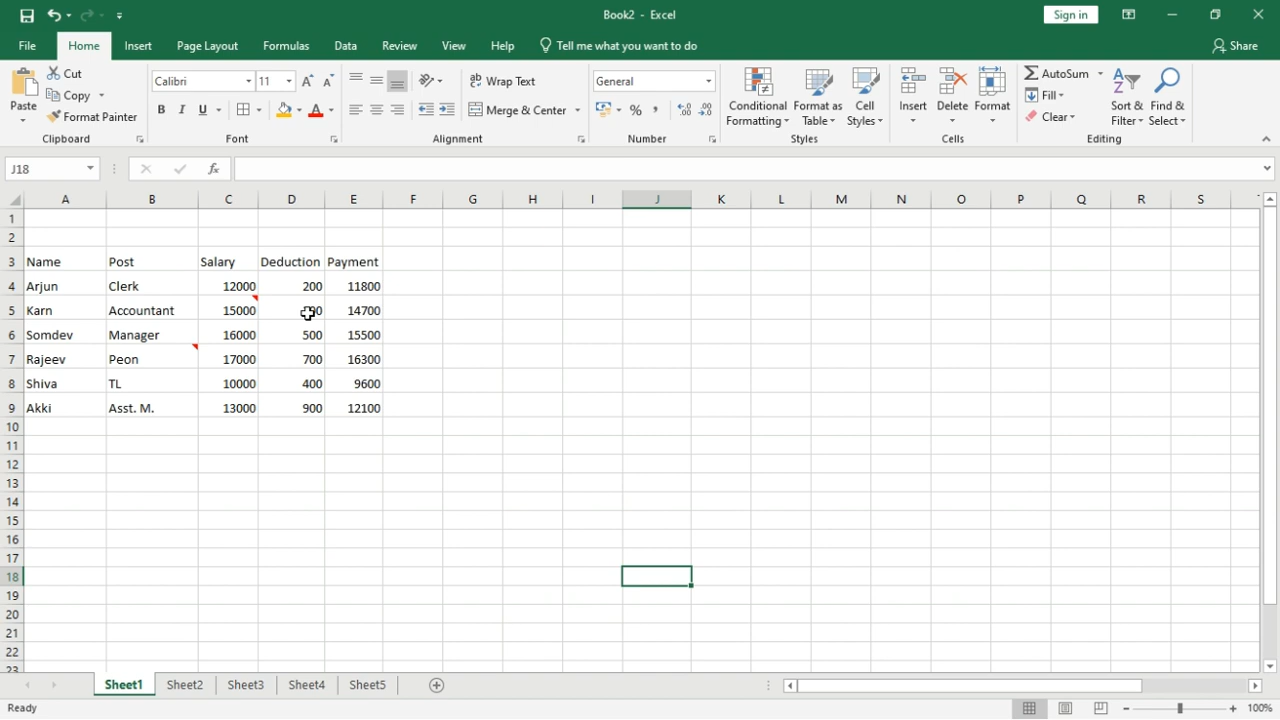 Book2 - Excel
Sign in
File Home Insert Page Layout Formulas Data Review View Help Tell me what you want to do Share
Paste
Cut
Copy
Format Painter
Clipboard
Calibri 11
B I U
A A
Font
Wrap Text
Merge & Center
Alignment
General
%
Number
Conditional Formatting
Format as Table
Cell Styles
Styles
Insert Delete Format
Cells
AutoSum
Fill
Clear
Sort & Filter
Find & Select
Editing
J18 fx
A B C D E F G H I J K L M N O P Q R S
1
2
3 Name Post Salary Deduction Payment
4 Arjun Clerk 12000 200 11800
5 Karn Accountant 15000 14700
6 Somdev Manager 16000 500 15500
7 Rajeev Peon 17000 700 16300
8 Shiva TL 10000 400 9600
9 Akki Asst. M. 13000 900 12100
10
11
12
13
14
15
16
17
18
19
20
21
22
23
Sheet1 Sheet2 Sheet3 Sheet4 Sheet5
Ready 100%